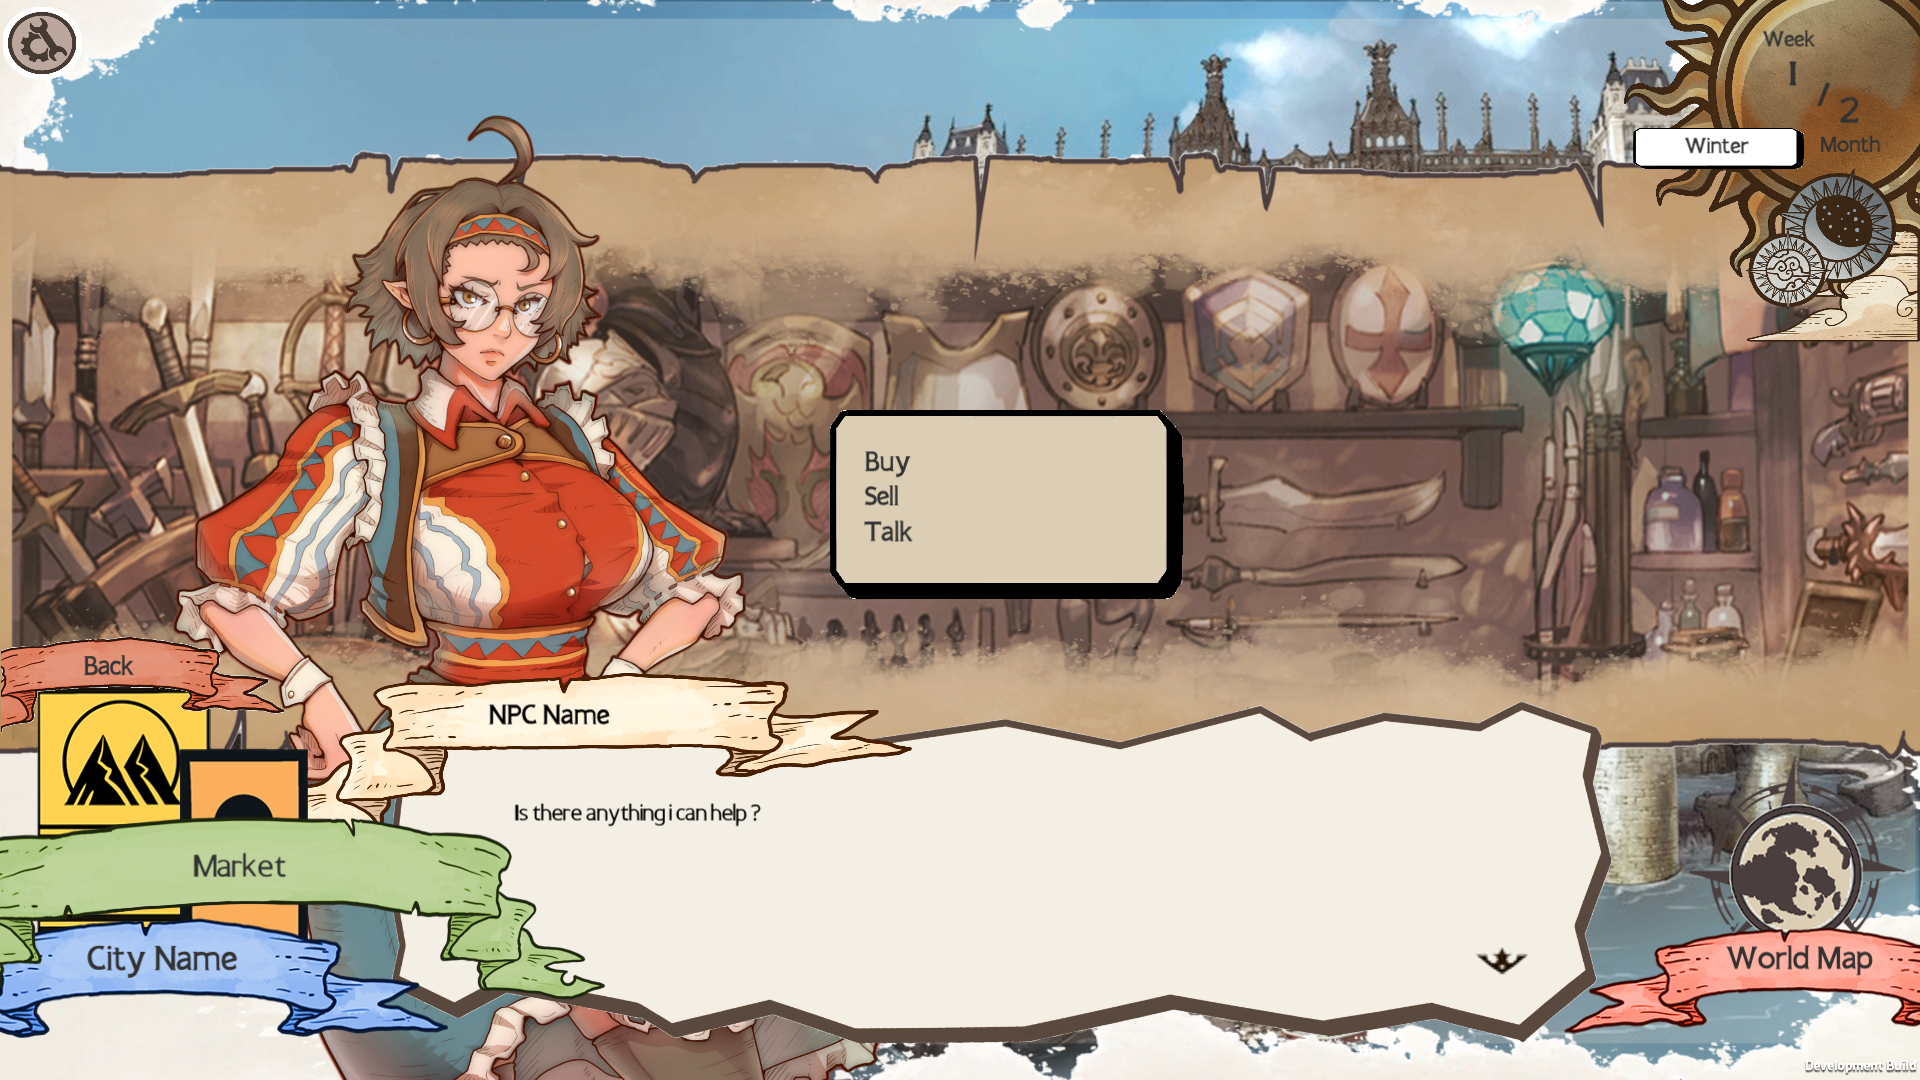 Week
1
/ 2
Winter
Month
Buy
Sell
Talk
Back
NPC Name
Is there anything i can help ?
Market
City Name
World Map
Development Build